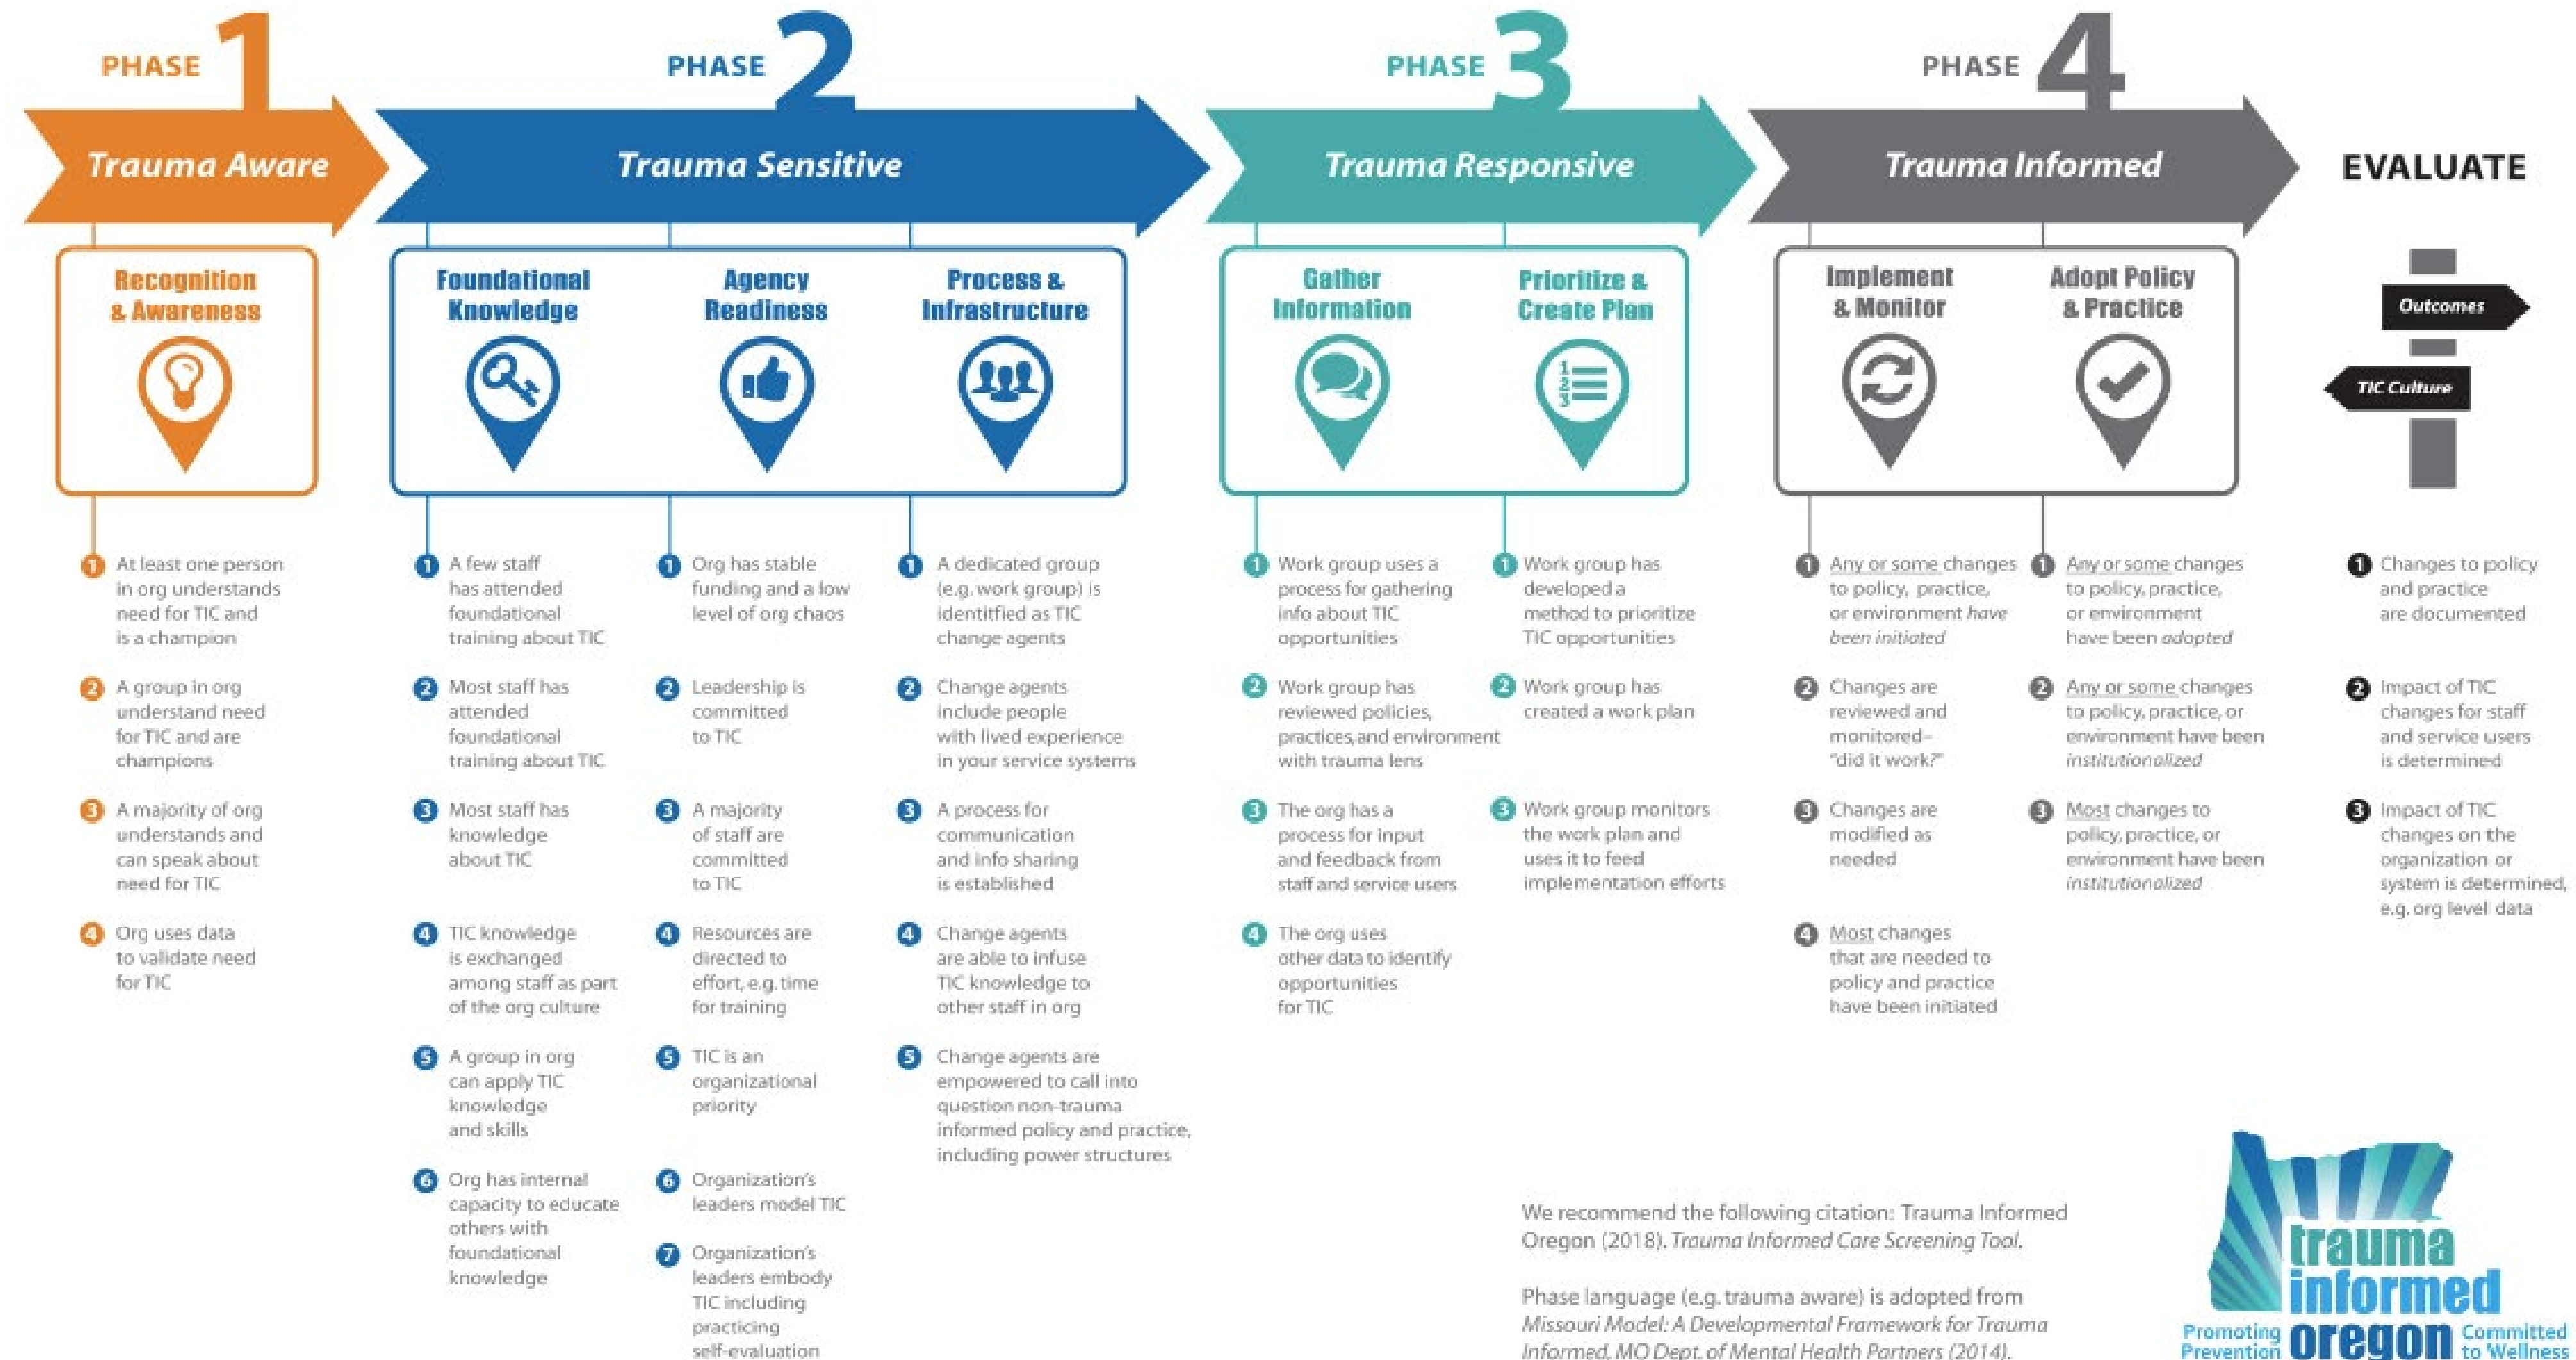 PHASE 1
Trauma Aware
Recognition
& Awareness
1 At least one person
in org understands
need for TIC and
is a champion
2 A group in org
understand need
for TIC and are
champions
3 A majority of org
understands and
can speak about
need for TIC
4 Org uses data
to validate need
for TIC
PHASE 2
Trauma Sensitive
Foundational
Knowledge
1 A few staff
has attended
foundational
training about TIC
2 Most staff has
attended
foundational
training about TIC
3 Most staff has
knowledge
about TIC
4 TIC knowledge
is exchanged
among staff as part
of the org culture
5 A group in org
can apply TIC
knowledge
and skills
6 Org has internal
capacity to educate
others with
foundational
knowledge
Agency
Readiness
1 Org has stable
funding and a low
level of org chaos
2 Leadership is
committed
to TIC
3 A majority
of staff are
committed
to TIC
4 Resources are
directed to
effort, e.g. time
for training
5 TIC is an
organizational
priority
6 Organization's
leaders model TIC
7 Organization's
leaders embody
TIC including
practicing
self-evaluation
Process &
Infrastructure
1 A dedicated group
(e.g. work group) is
identitfied as TIC
change agents
2 Change agents
include people
with lived experience
in your service systems
3 A process for
communication
and info sharing
is established
4 Change agents
are able to infuse
TIC knowledge to
other staff in org
5 Change agents are
empowered to call into
question non-trauma
informed policy and practice,
including power structures
PHASE 3
Trauma Responsive
Gather
Information
1 Work group uses a
process for gathering
info about TIC
opportunities
2 Work group has
reviewed policies,
practices, and environment
with trauma lens
3 The org has a
process for input
and feedback from
staff and service users
4 The org uses
other data to identify
opportunities
for TIC
Prioritize &
Create Plan
1
2
3
1 Work group has
developed a
method to prioritize
TIC opportunities
2 Work group has
created a work plan
3 Work group monitors
the work plan and
uses it to feed
implementation efforts
PHASE 4
Trauma Informed
Implement
& Monitor
1 Any or some changes
to policy, practice,
or environment have
been initiated
2 Changes are
reviewed and
monitored–
"did it work?"
3 Changes are
modified as
needed
4 Most changes
that are needed to
policy and practice
have been initiated
Adopt Policy
& Practice
1 Any or some changes
to policy, practice,
or environment
have been adopted
2 Any or some changes
to policy, practice, or
environment have been
institutionalized
3 Most changes to
policy, practice, or
environment have been
institutionalized
EVALUATE
Outcomes
TIC Culture
1 Changes to policy
and practice
are documented
2 Impact of TIC
changes for staff
and service users
is determined
3 Impact of TIC
changes on the
organization or
system is determined,
e.g. org level data
We recommend the following citation: Trauma Informed
Oregon (2018). Trauma Informed Care Screening Tool.
Phase language (e.g. trauma aware) is adopted from
Missouri Model: A Developmental Framework for Trauma
Informed, MO Dept. of Mental Health Partners (2014).
trauma
informed
oregon
Promoting
Prevention
Committed
to Wellness